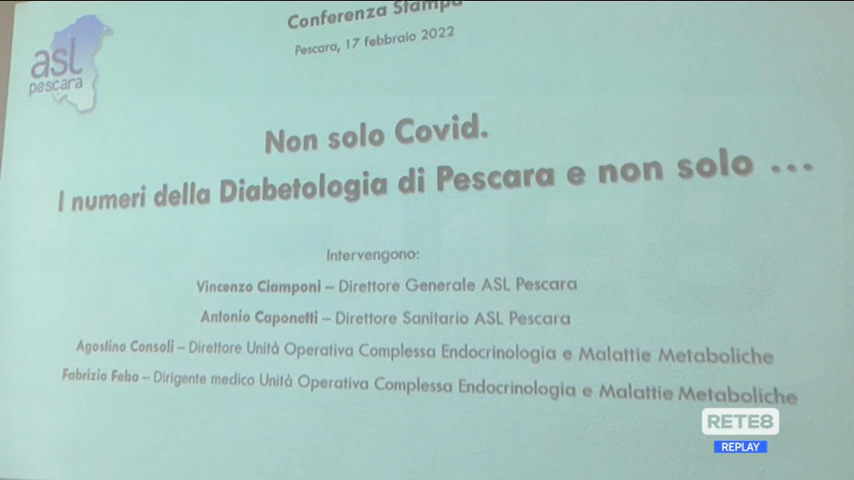 Conferenza Stampa
Pescara, 17 febbraio 2022
asl
pescara
Non solo Covid.
I numeri della Diabetologia di Pescara e non solo ...
Intervengono:
Vincenzo Ciamponi – Direttore Generale ASL Pescara
Antonio Caponetti – Direttore Sanitario ASL Pescara
Agostino Consoli – Direttore Unità Operativa Complessa Endocrinologia e Malattie Metaboliche
Fabrizio Febo – Dirigente medico Unità Operativa Complessa Endocrinologia e Malattie Metaboliche
RETE8
REPLAY